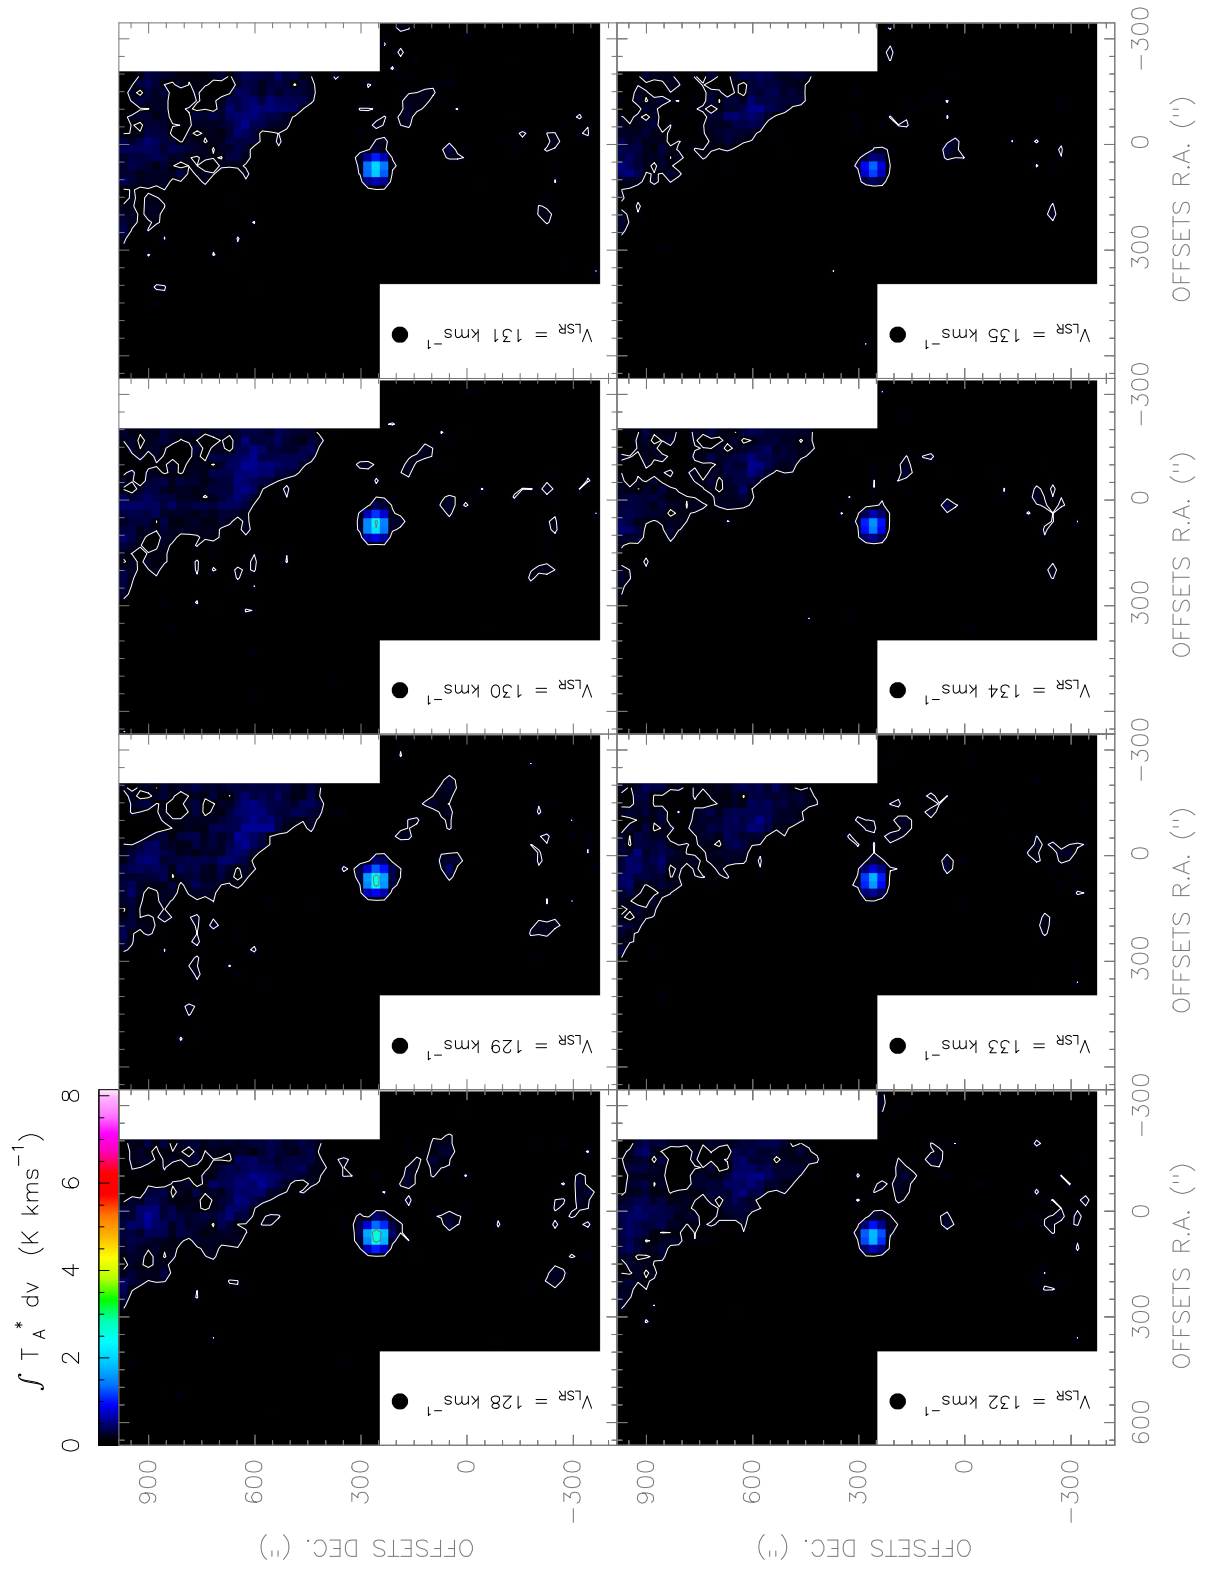 ∫ T_A* dv (K kms⁻¹)
0 2 4 6 8
V_LSR = 128 kms⁻¹
V_LSR = 129 kms⁻¹
V_LSR = 130 kms⁻¹
V_LSR = 131 kms⁻¹
900 600 300 0 −300
OFFSETS DEC. (")
V_LSR = 132 kms⁻¹
V_LSR = 133 kms⁻¹
V_LSR = 134 kms⁻¹
V_LSR = 135 kms⁻¹
900 600 300 0 −300
OFFSETS DEC. (")
600 300 0 −300
OFFSETS R.A. (")
300 0 −300
OFFSETS R.A. (")
300 0 −300
OFFSETS R.A. (")
300 0 −300
OFFSETS R.A. (")